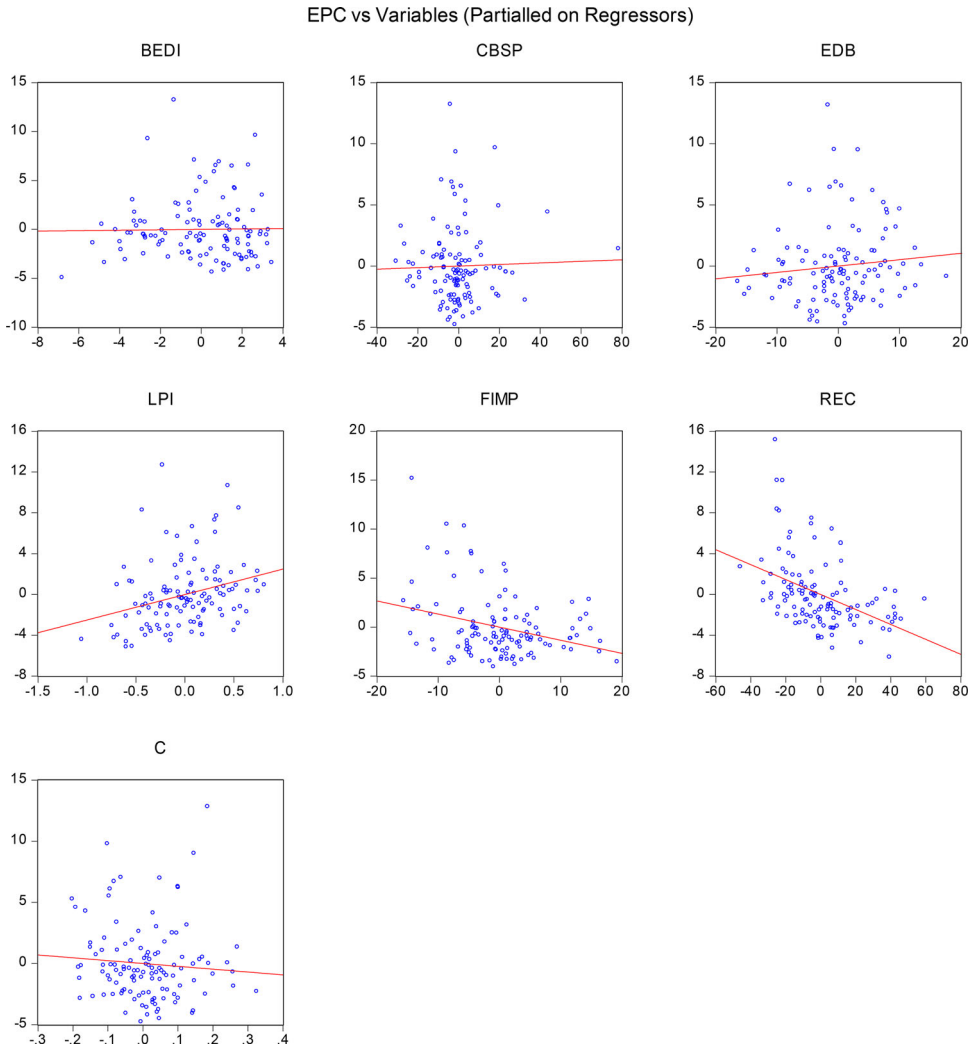 EPC vs Variables (Partialled on Regressors)
BEDI
15
10
5
0
-5
-10
-8 -6 -4 -2 0 2 4
CBSP
15
10
5
0
-5
-40 -20 0 20 40 60 80
EDB
15
10
5
0
-5
-20 -10 0 10 20
LPI
16
12
8
4
0
-4
-8
-1.5 -1.0 -0.5 0.0 0.5 1.0
FIMP
20
15
10
5
0
-5
-20 -10 0 10 20
REC
16
12
8
4
0
-4
-8
-60 -40 -20 0 20 40 60 80
C
15
10
5
0
-5
-.3 -.2 -.1 .0 .1 .2 .3 .4